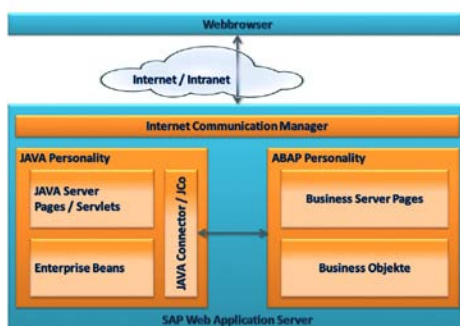 Webbrowser
Internet / Intranet
Internet Communication Manager
JAVA Personality
JAVA Server
Pages / Servlets
Enterprise Beans
JAVA Connector / JCo
ABAP Personality
Business Server Pages
Business Objekte
SAP Web Application Server